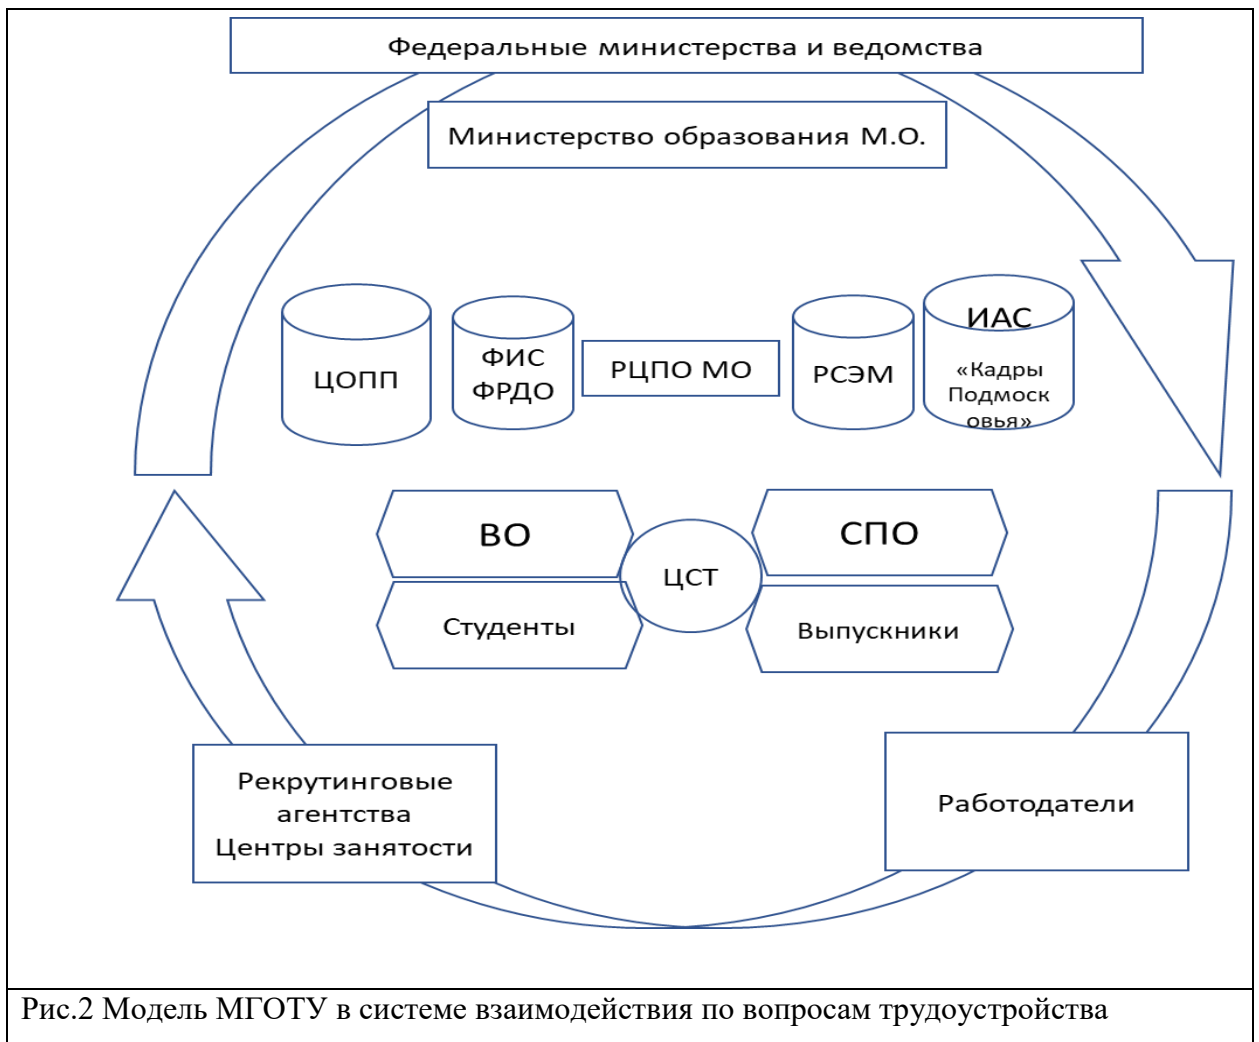 Федеральные министерства и ведомства
Министерство образования М.О.
ЦОПП
ФИС
ФРДО
РЦПО МО
РСЭМ
ИАС
«Кадры
Подмоск
овья»
ВО
СПО
ЦСТ
Студенты
Выпускники
Рекрутинговые
агентства
Центры занятости
Работодатели
Рис.2 Модель МГОТУ в системе взаимодействия по вопросам трудоустройства